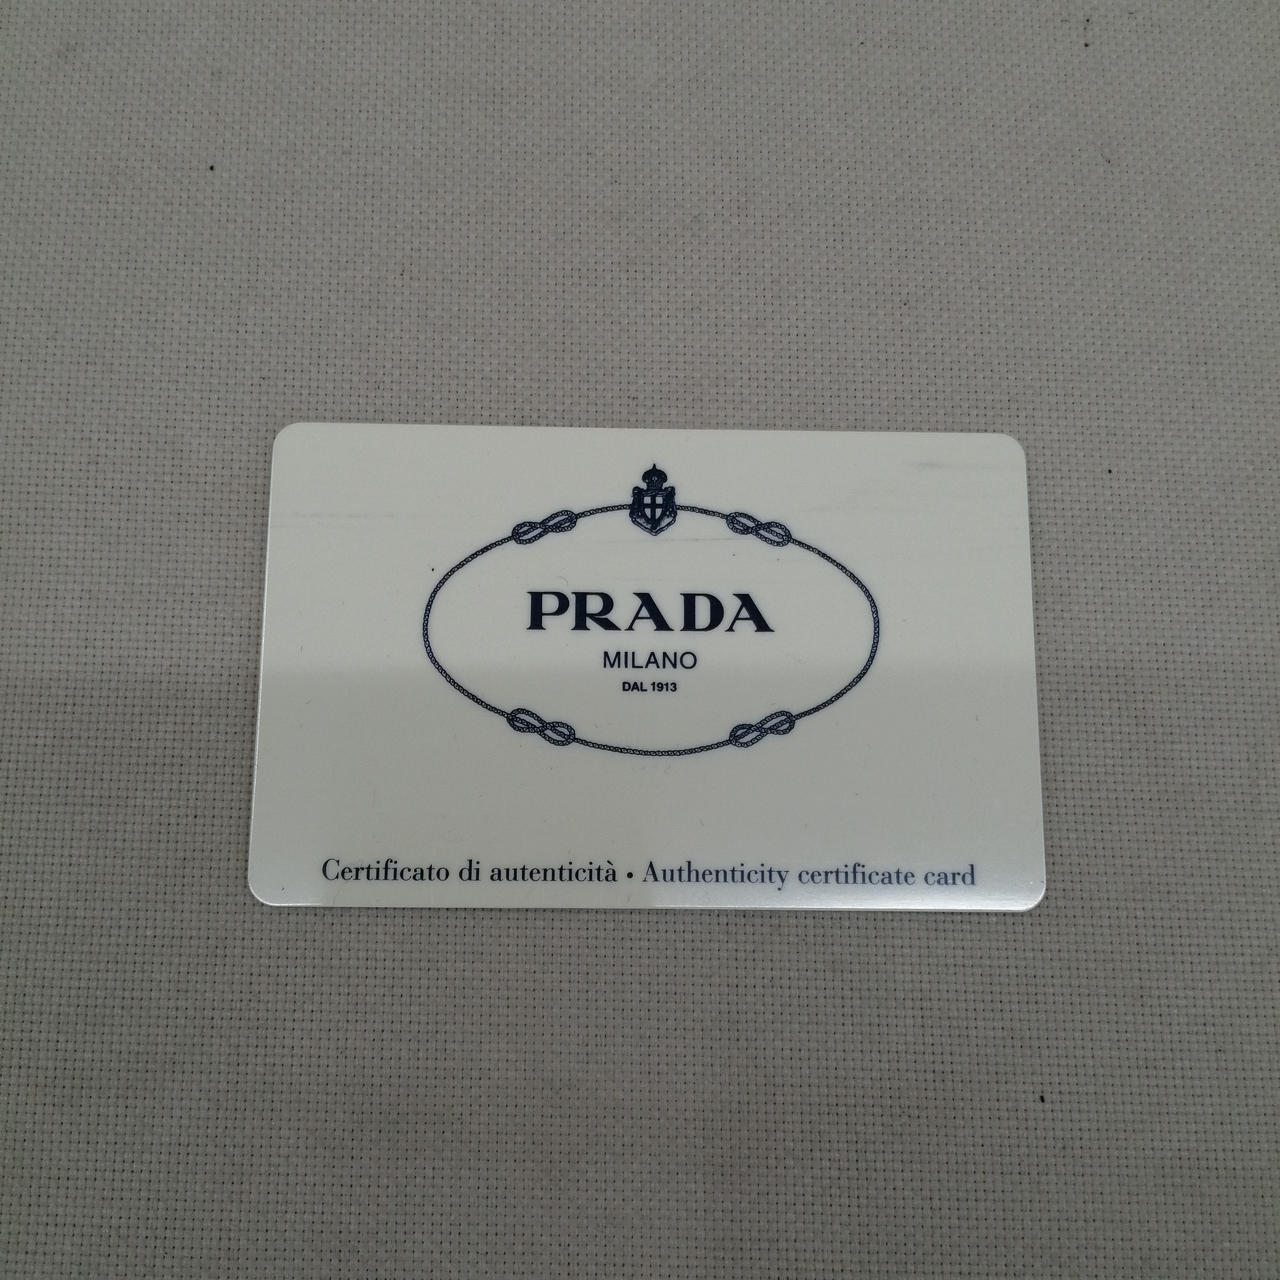 PRADA
MILANO
DAL 1913
Certificato di autenticità • Authenticity certificate card